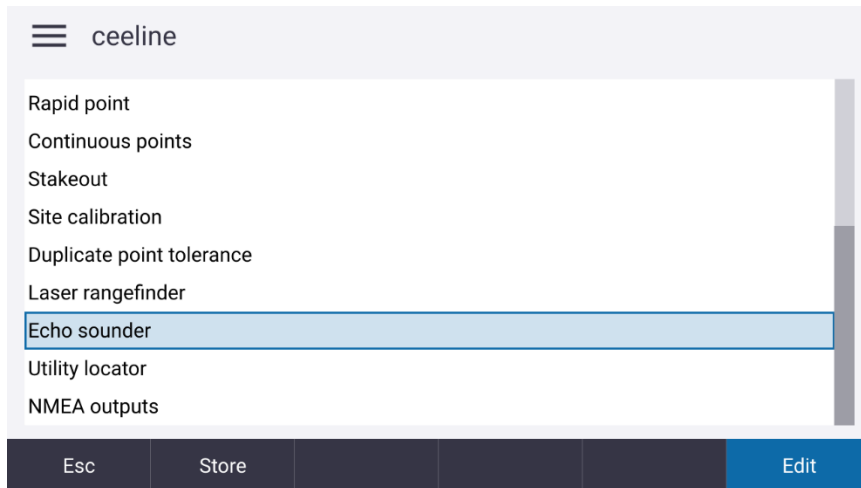 ceeline
Rapid point
Continuous points
Stakeout
Site calibration
Duplicate point tolerance
Laser rangefinder
Echo sounder
Utility locator
NMEA outputs
Esc Store Edit